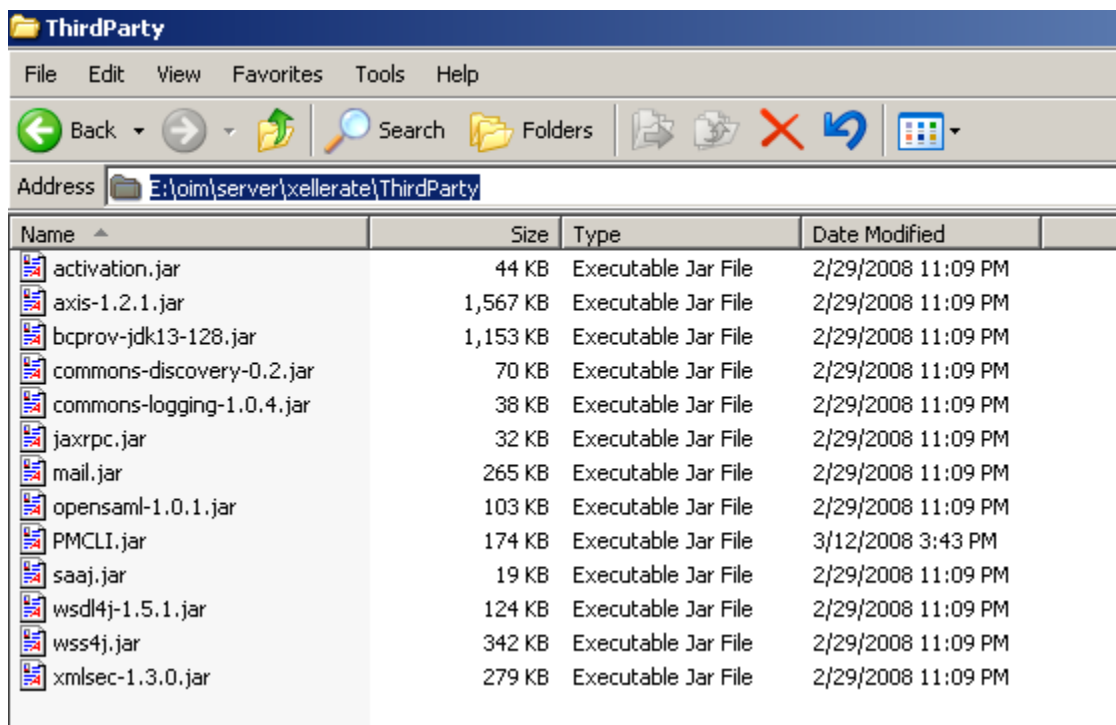 ThirdParty
File Edit View Favorites Tools Help
Back Search Folders
Address E:\oim\server\xellerate\ThirdParty
Name Size Type Date Modified
activation.jar 44 KB Executable Jar File 2/29/2008 11:09 PM
axis-1.2.1.jar 1,567 KB Executable Jar File 2/29/2008 11:09 PM
bcprov-jdk13-128.jar 1,153 KB Executable Jar File 2/29/2008 11:09 PM
commons-discovery-0.2.jar 70 KB Executable Jar File 2/29/2008 11:09 PM
commons-logging-1.0.4.jar 38 KB Executable Jar File 2/29/2008 11:09 PM
jaxrpc.jar 32 KB Executable Jar File 2/29/2008 11:09 PM
mail.jar 265 KB Executable Jar File 2/29/2008 11:09 PM
opensaml-1.0.1.jar 103 KB Executable Jar File 2/29/2008 11:09 PM
PMCLI.jar 174 KB Executable Jar File 3/12/2008 3:43 PM
saaj.jar 19 KB Executable Jar File 2/29/2008 11:09 PM
wsdl4j-1.5.1.jar 124 KB Executable Jar File 2/29/2008 11:09 PM
wss4j.jar 342 KB Executable Jar File 2/29/2008 11:09 PM
xmlsec-1.3.0.jar 279 KB Executable Jar File 2/29/2008 11:09 PM